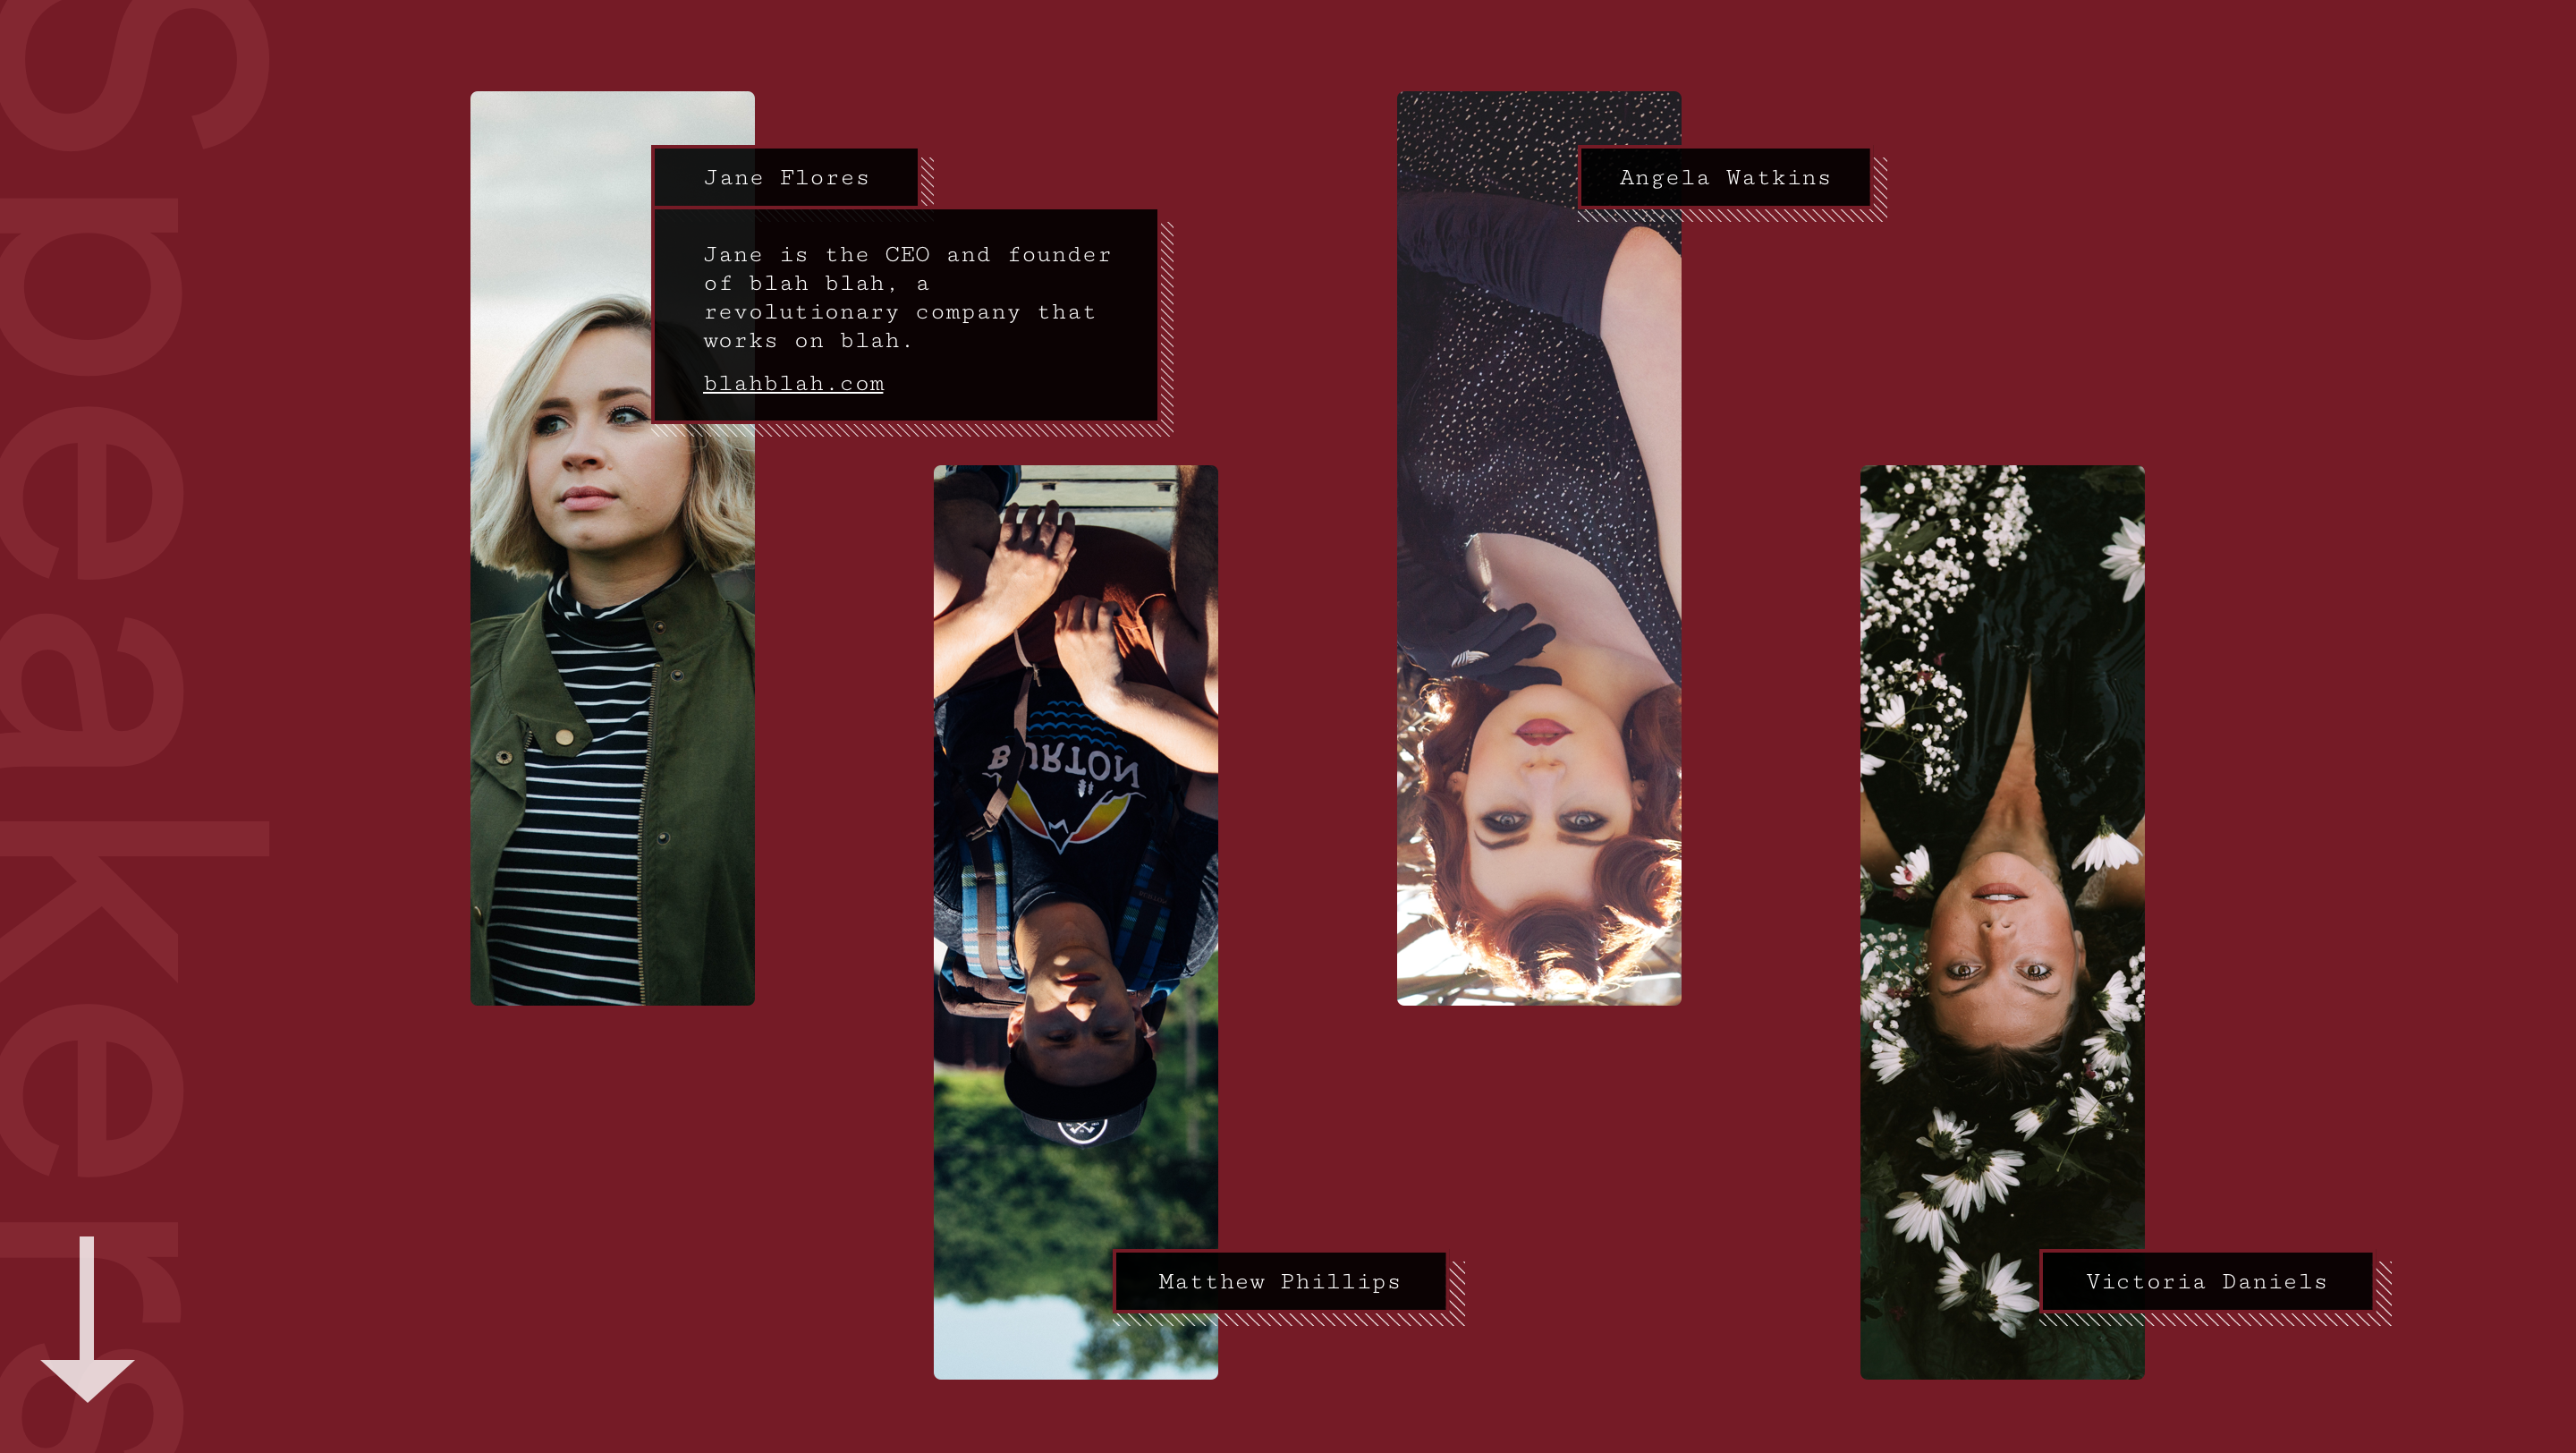 Speakers
Jane Flores
Jane is the CEO and founder
of blah blah, a
revolutionary company that
works on blah.
blahblah.com
Angela Watkins
BURTON
Matthew Phillips
Victoria Daniels